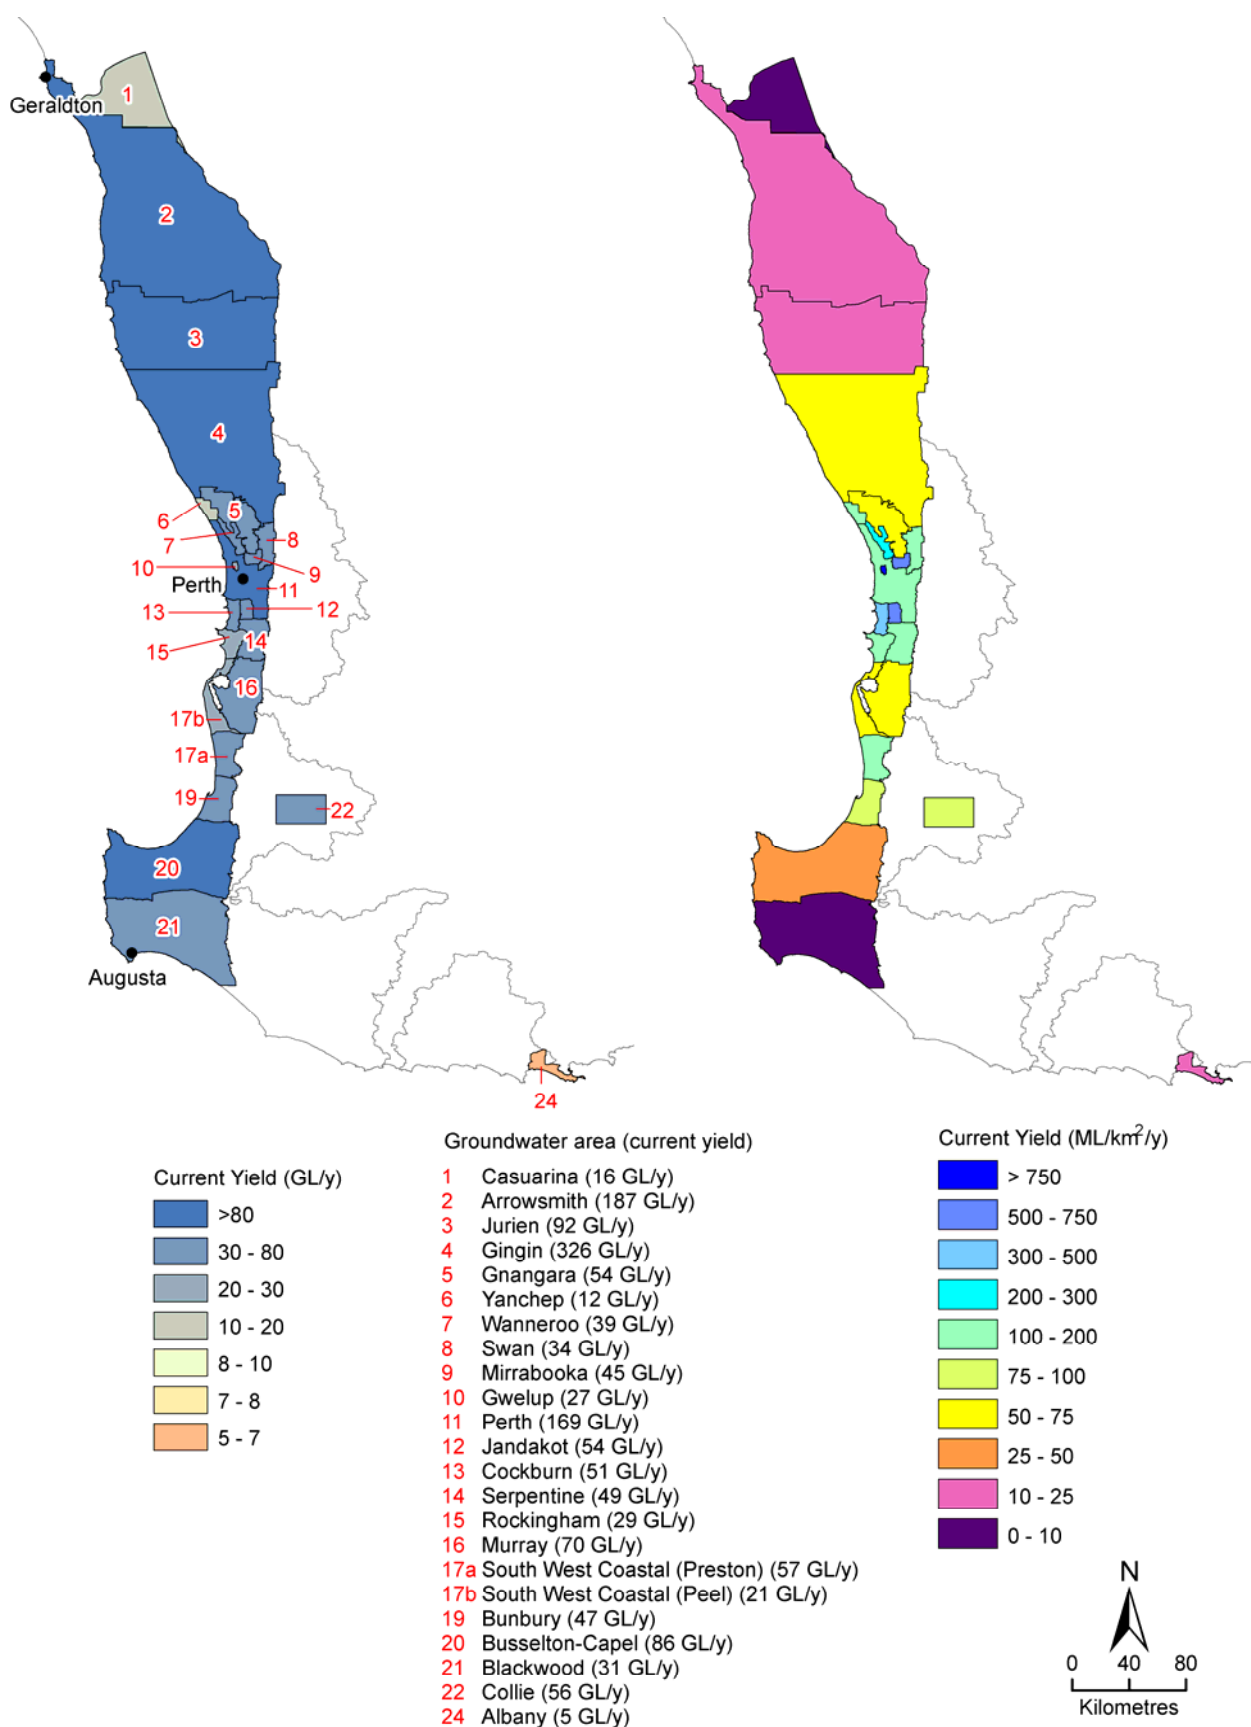 Geraldton
1
2
3
4
5
6
7
8
9
10
Perth
11
12
13
14
15
16
17b
17a
19
22
20
21
Augusta
24
Current Yield (GL/y)
>80
30 - 80
20 - 30
10 - 20
8 - 10
7 - 8
5 - 7
Groundwater area (current yield)
1 Casuarina (16 GL/y)
2 Arrowsmith (187 GL/y)
3 Jurien (92 GL/y)
4 Gingin (326 GL/y)
5 Gnangara (54 GL/y)
6 Yanchep (12 GL/y)
7 Wanneroo (39 GL/y)
8 Swan (34 GL/y)
9 Mirrabooka (45 GL/y)
10 Gwelup (27 GL/y)
11 Perth (169 GL/y)
12 Jandakot (54 GL/y)
13 Cockburn (51 GL/y)
14 Serpentine (49 GL/y)
15 Rockingham (29 GL/y)
16 Murray (70 GL/y)
17a South West Coastal (Preston) (57 GL/y)
17b South West Coastal (Peel) (21 GL/y)
19 Bunbury (47 GL/y)
20 Busselton-Capel (86 GL/y)
21 Blackwood (31 GL/y)
22 Collie (56 GL/y)
24 Albany (5 GL/y)
Current Yield (ML/km²/y)
> 750
500 - 750
300 - 500
200 - 300
100 - 200
75 - 100
50 - 75
25 - 50
10 - 25
0 - 10
N
0 40 80
Kilometres